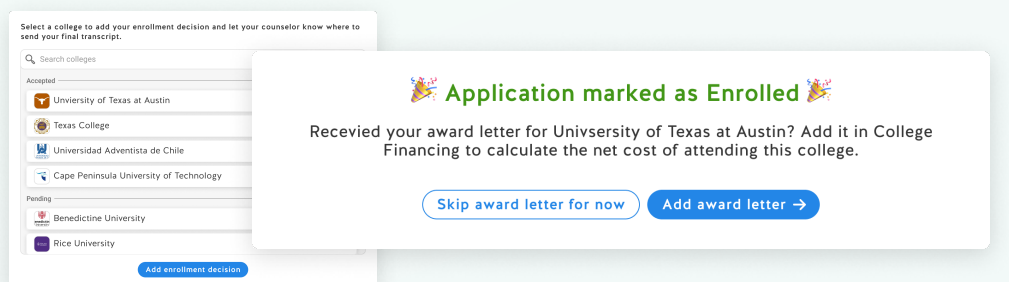 Select a college to add your enrollment decision and let your counselor know where to
send your final transcript.
Search colleges
Accepted
Unviersity of Texas at Austin
Texas College
Universidad Adventista de Chile
Cape Peninsula University of Technology
Pending
Benedictine University
Rice University
Add enrollment decision
Application marked as Enrolled
Recevied your award letter for Univsersity of Texas at Austin? Add it in College
Financing to calculate the net cost of attending this college.
Skip award letter for now
Add award letter →